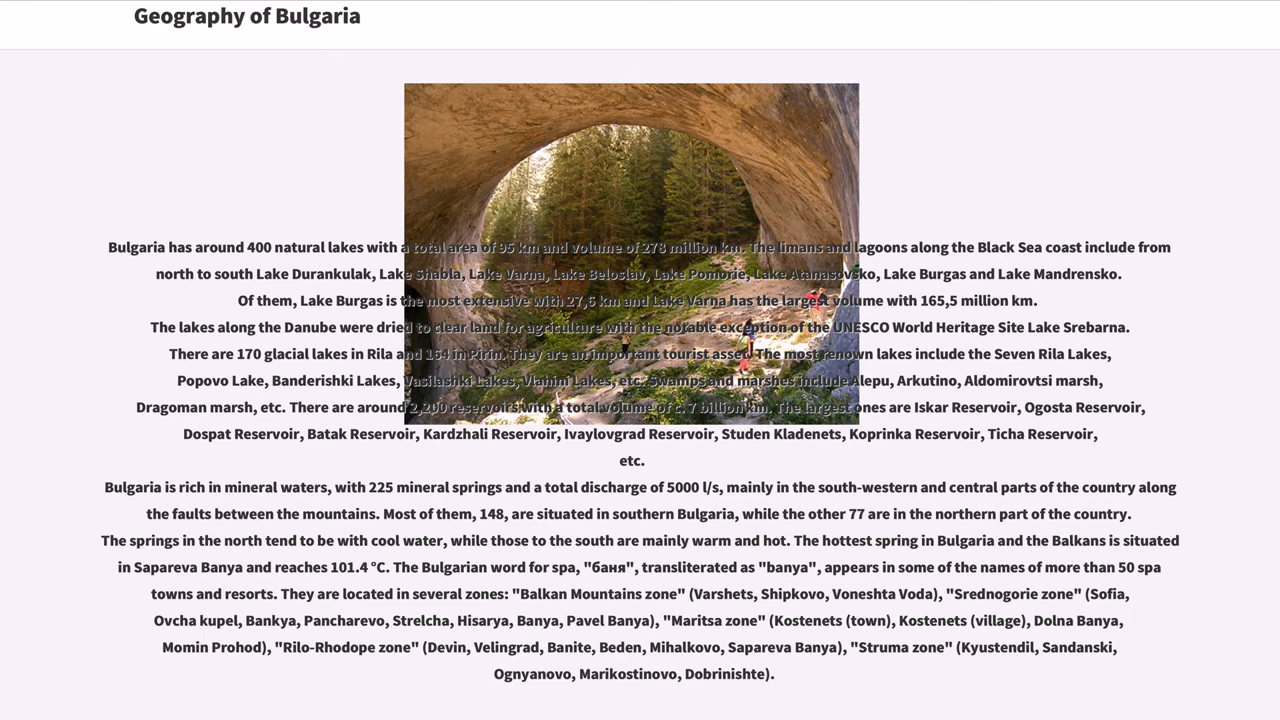 Geography of Bulgaria
Bulgaria has around 400 natural lakes with a total area of 95 km and volume of 278 million km. The limans and lagoons along the Black Sea coast include from
north to south Lake Durankulak, Lake Shabla, Lake Varna, Lake Beloslav, Lake Pomorie, Lake Atanasovsko, Lake Burgas and Lake Mandrensko.
Of them, Lake Burgas is the most extensive with 27,6 km and Lake Varna has the largest volume with 165,5 million km.
The lakes along the Danube were dried to clear land for agriculture with the notable exception of the UNESCO World Heritage Site Lake Srebarna.
There are 170 glacial lakes in Rila and 164 in Pirin. They are an important tourist asset. The most renown lakes include the Seven Rila Lakes,
Popovo Lake, Banderishki Lakes, Vasilashki Lakes, Vlahini Lakes, etc. Swamps and marshes include Alepu, Arkutino, Aldomirovtsi marsh,
Dragoman marsh, etc. There are around 2,200 reservoirs with a total volume of c. 7 billion km. The largest ones are Iskar Reservoir, Ogosta Reservoir,
Dospat Reservoir, Batak Reservoir, Kardzhali Reservoir, Ivaylovgrad Reservoir, Studen Kladenets, Koprinka Reservoir, Ticha Reservoir,
etc.
Bulgaria is rich in mineral waters, with 225 mineral springs and a total discharge of 5000 l/s, mainly in the south-western and central parts of the country along
the faults between the mountains. Most of them, 148, are situated in southern Bulgaria, while the other 77 are in the northern part of the country.
The springs in the north tend to be with cool water, while those to the south are mainly warm and hot. The hottest spring in Bulgaria and the Balkans is situated
in Sapareva Banya and reaches 101.4 °C. The Bulgarian word for spa, "баня", transliterated as "banya", appears in some of the names of more than 50 spa
towns and resorts. They are located in several zones: "Balkan Mountains zone" (Varshets, Shipkovo, Voneshta Voda), "Srednogorie zone" (Sofia,
Ovcha kupel, Bankya, Pancharevo, Strelcha, Hisarya, Banya, Pavel Banya), "Maritsa zone" (Kostenets (town), Kostenets (village), Dolna Banya,
Momin Prohod), "Rilo-Rhodope zone" (Devin, Velingrad, Banite, Beden, Mihalkovo, Sapareva Banya), "Struma zone" (Kyustendil, Sandanski,
Ognyanovo, Marikostinovo, Dobrinishte).